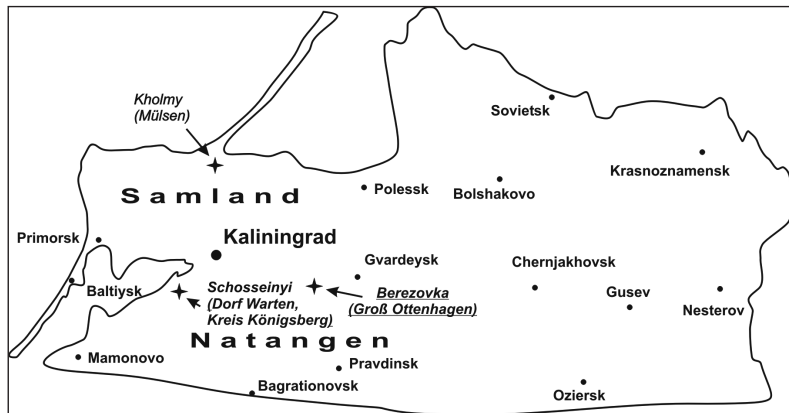 Kholmy
(Mülsen)
Sovietsk
Krasnoznamensk
Samland
Polessk
Bolshakovo
Primorsk
Kaliningrad
Gvardeysk
Chernjakhovsk
Baltiysk
Schosseinyi
(Dorf Warten,
Kreis Königsberg)
Berezovka
(Groß Ottenhagen)
Gusev
Nesterov
Natangen
Mamonovo
Pravdinsk
Bagrationovsk
Oziersk